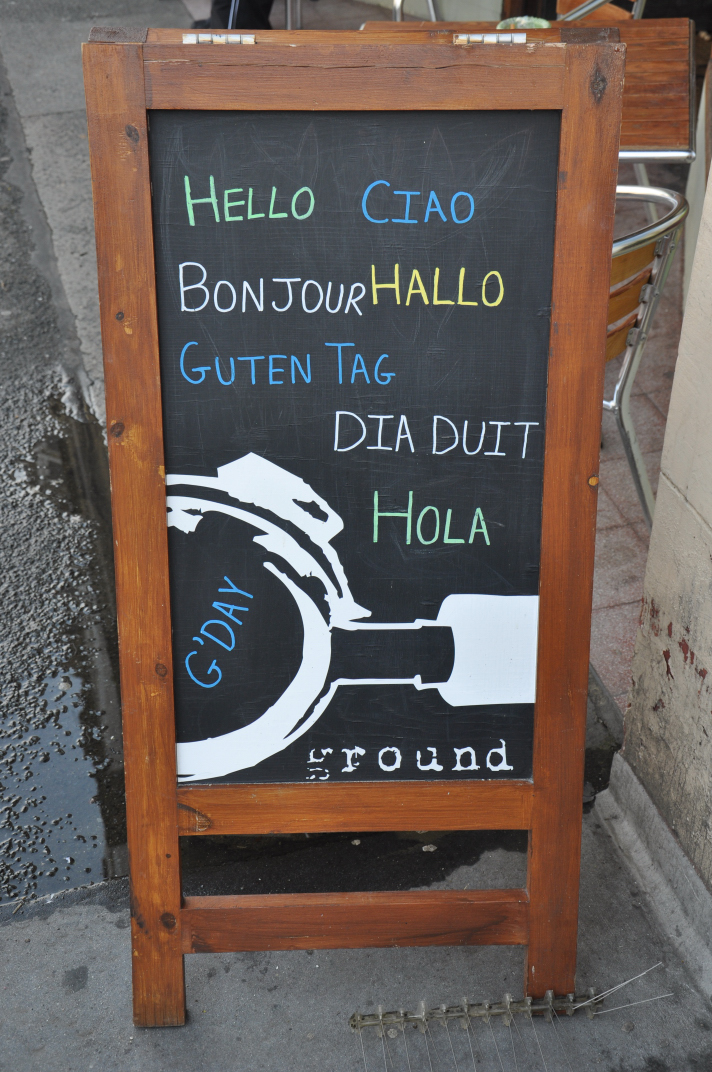 HELLO CIAO
BONJOUR HALLO
GUTEN TAG
DIA DUIT
HOLA
G'DAY
ground